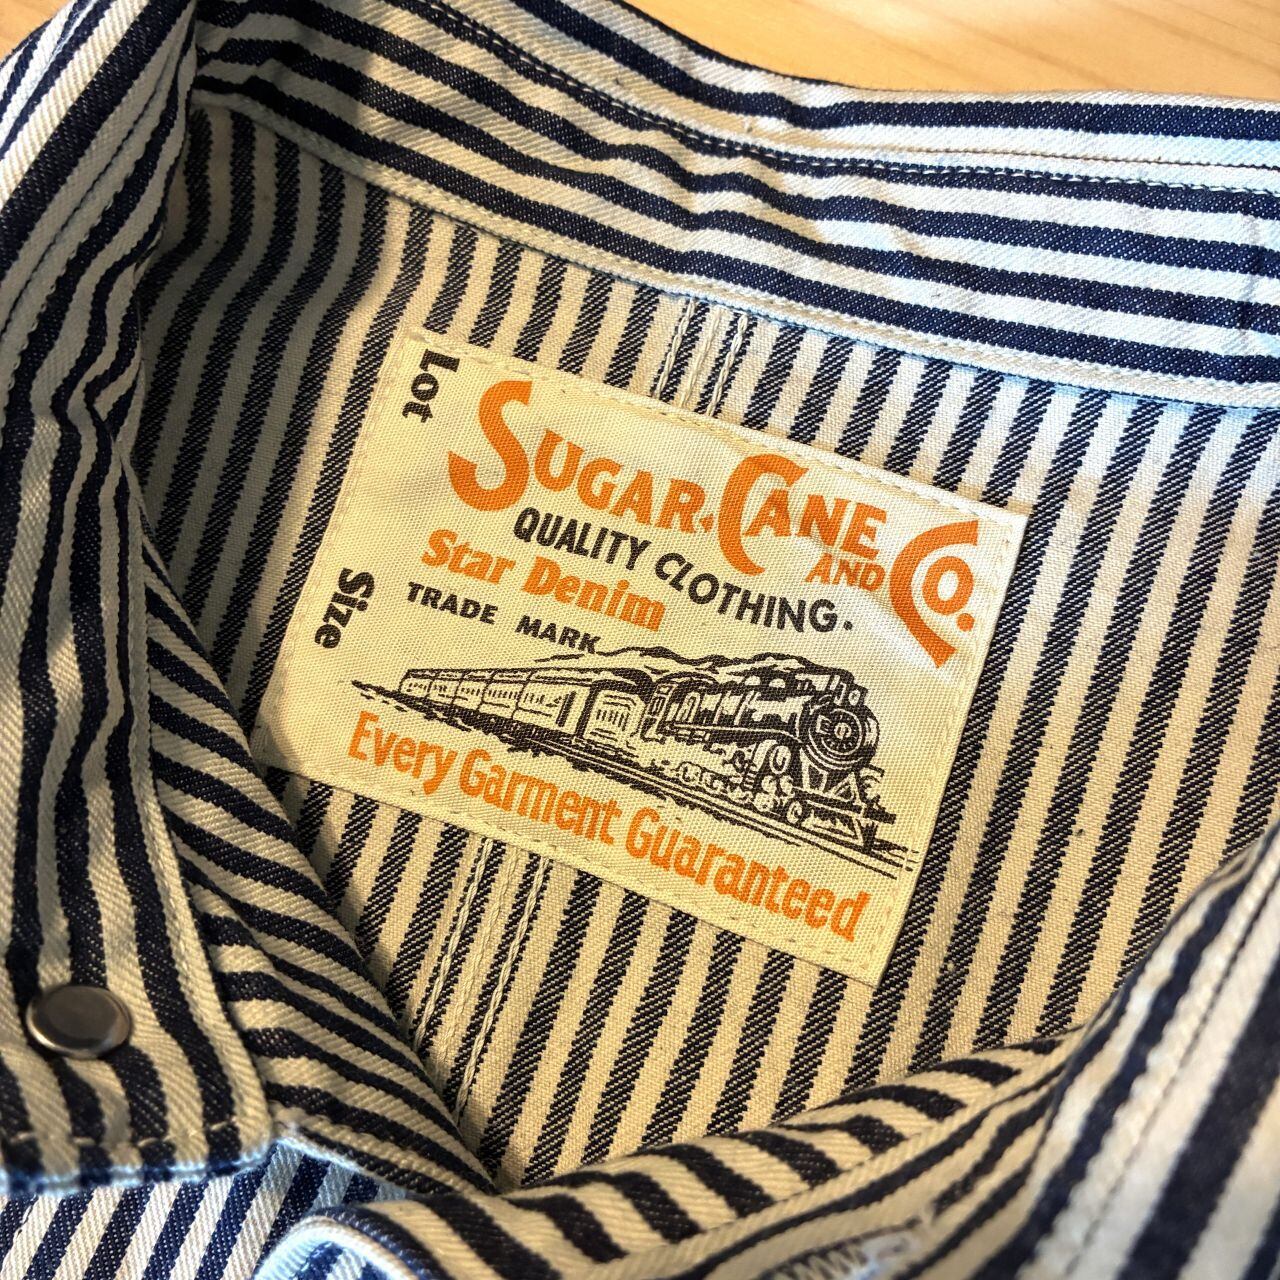 Lot
SUGAR CANE AND CO.
QUALITY CLOTHING.
Star Denim
TRADE MARK
Size
Every Garment Guaranteed